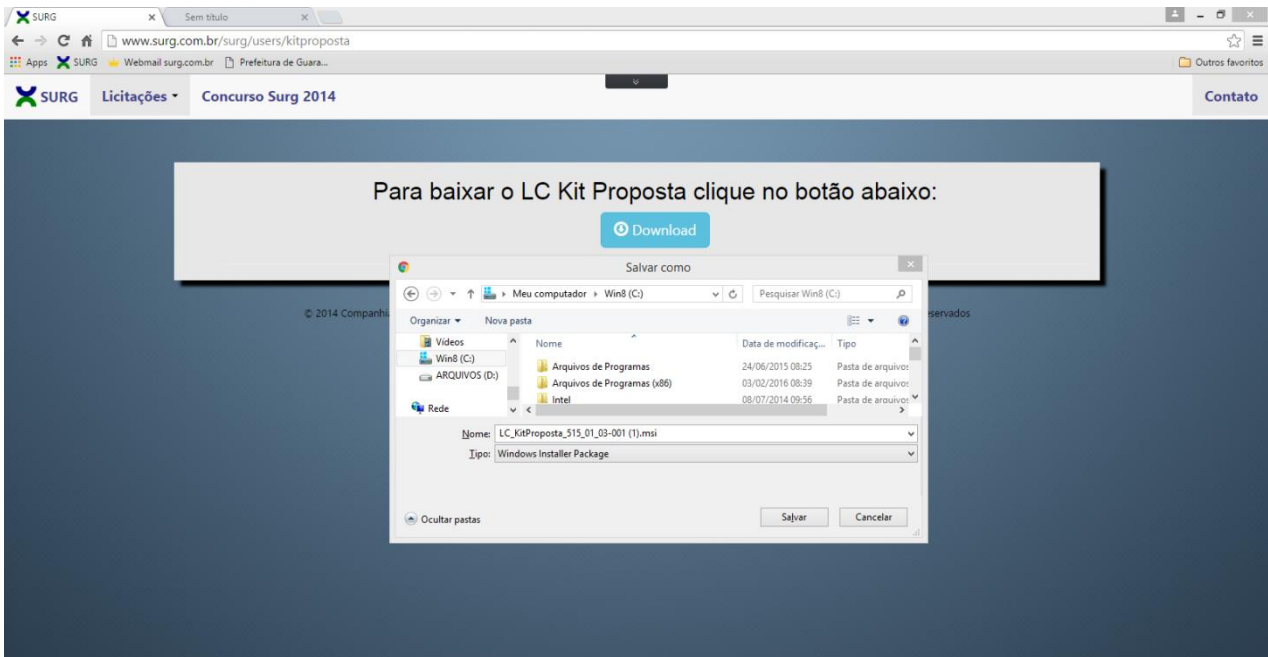 SURG
Sem título
www.surg.com.br/surg/users/kitproposta
Apps SURG Webmail surg.com.br Prefeitura de Guara... Outros favoritos
SURG Licitações Concurso Surg 2014 Contato
Para baixar o LC Kit Proposta clique no botão abaixo:
Download
Salvar como
Meu computador Win8 (C:) Pesquisar Win8 (C:)
Organizar Nova pasta
Vídeos Nome Data de modificaç... Tipo
Win8 (C:)
Arquivos de Programas 24/06/2015 08:25 Pasta de arquivos
ARQUIVOS (D:)
Arquivos de Programas (x86) 03/02/2016 08:39 Pasta de arquivos
Rede
Intel 08/07/2014 09:56 Pasta de arquivos
Nome: LC_KitProposta_515_01_03-001 (1).msi
Tipo: Windows Installer Package
Ocultar pastas Salvar Cancelar
© 2014 Companhi
servados